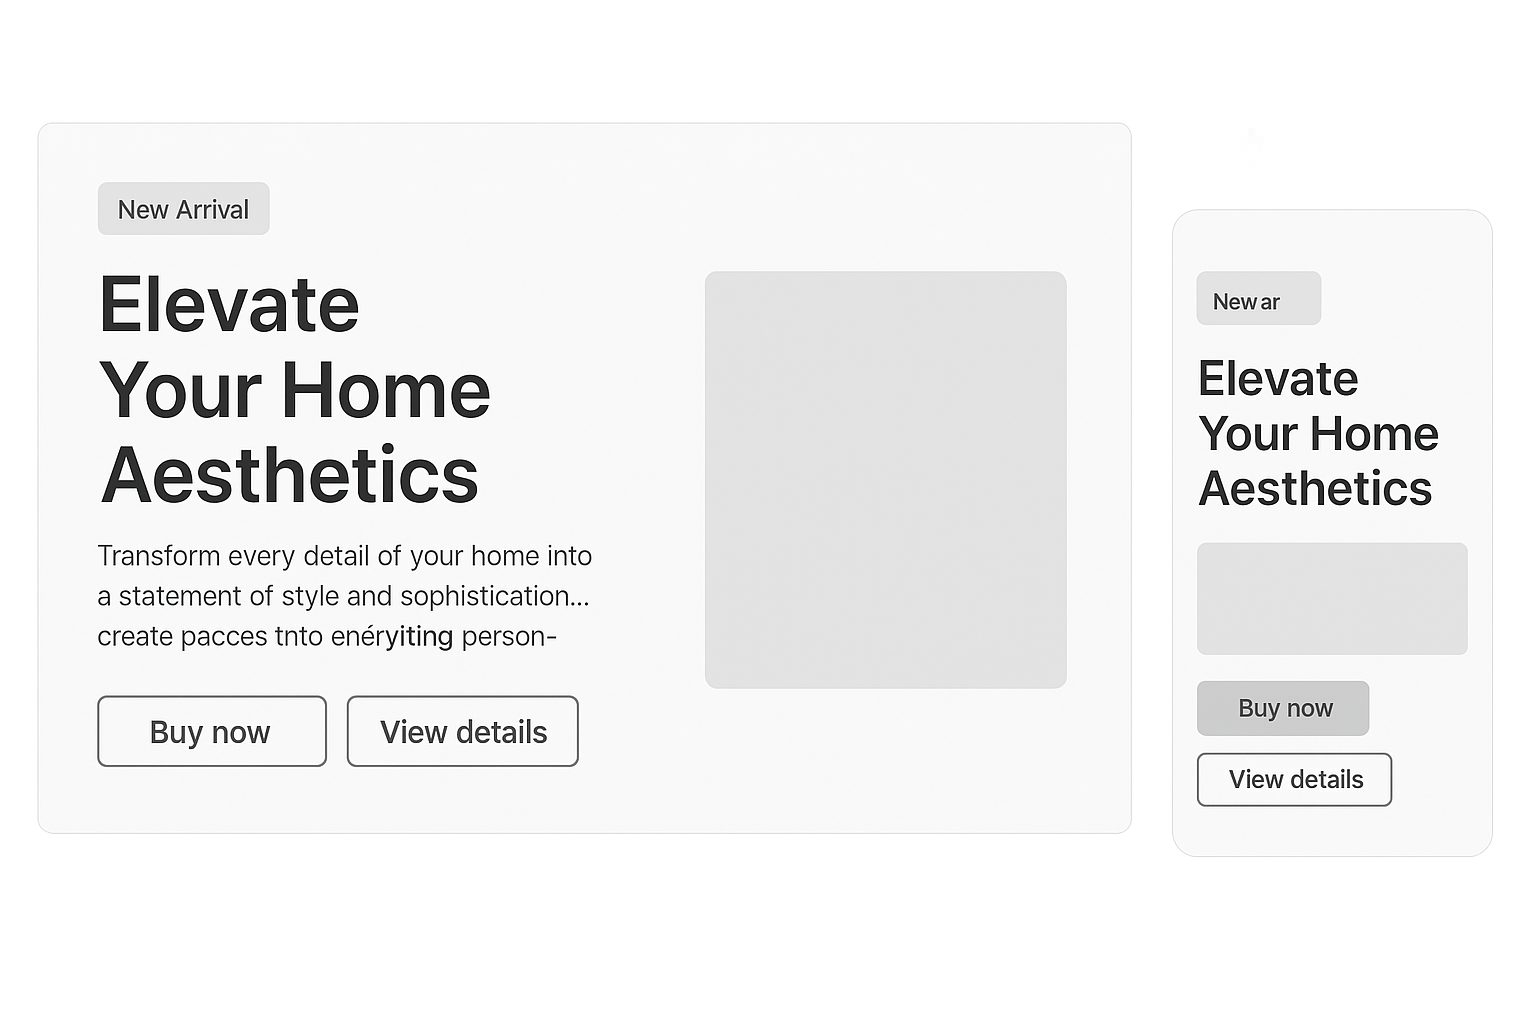 New Arrival
Elevate
Your Home
Aesthetics
Transform every detail of your home into
a statement of style and sophistication...
create pacces tnto enéryiting person-
Buy now
View details
New ar
Elevate
Your Home
Aesthetics
Buy now
View details